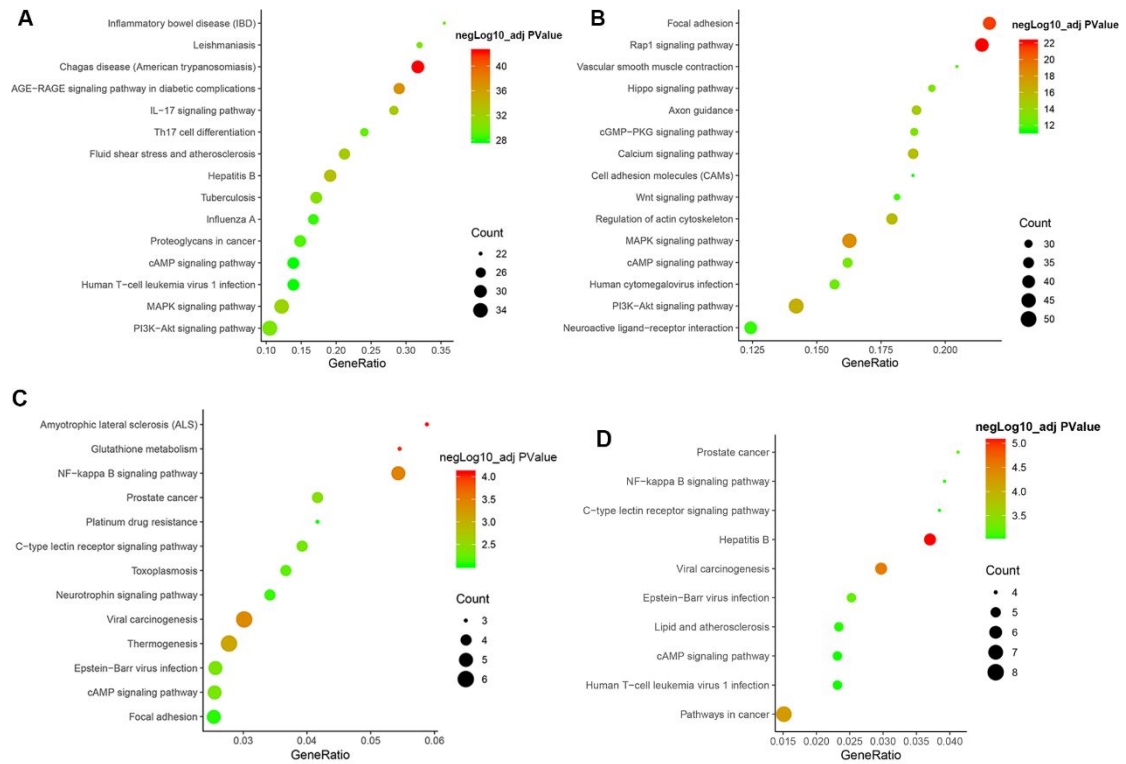 A
Inflammatory bowel disease (IBD)
Leishmaniasis
Chagas disease (American trypanosomiasis)
AGE−RAGE signaling pathway in diabetic complications
IL−17 signaling pathway
Th17 cell differentiation
Fluid shear stress and atherosclerosis
Hepatitis B
Tuberculosis
Influenza A
Proteoglycans in cancer
cAMP signaling pathway
Human T−cell leukemia virus 1 infection
MAPK signaling pathway
PI3K−Akt signaling pathway
0.10 0.15 0.20 0.25 0.30 0.35
GeneRatio
negLog10_adj PValue
40
36
32
28
Count
22
26
30
34
B
Focal adhesion
Rap1 signaling pathway
Vascular smooth muscle contraction
Hippo signaling pathway
Axon guidance
cGMP−PKG signaling pathway
Calcium signaling pathway
Cell adhesion molecules (CAMs)
Wnt signaling pathway
Regulation of actin cytoskeleton
MAPK signaling pathway
cAMP signaling pathway
Human cytomegalovirus infection
PI3K−Akt signaling pathway
Neuroactive ligand−receptor interaction
0.125 0.150 0.175 0.200
GeneRatio
negLog10_adj PValue
22
20
18
16
14
12
Count
30
35
40
45
50
C
Amyotrophic lateral sclerosis (ALS)
Glutathione metabolism
NF−kappa B signaling pathway
Prostate cancer
Platinum drug resistance
C−type lectin receptor signaling pathway
Toxoplasmosis
Neurotrophin signaling pathway
Viral carcinogenesis
Thermogenesis
Epstein−Barr virus infection
cAMP signaling pathway
Focal adhesion
0.03 0.04 0.05 0.06
GeneRatio
negLog10_adj PValue
4.0
3.5
3.0
2.5
Count
3
4
5
6
D
Prostate cancer
NF−kappa B signaling pathway
C−type lectin receptor signaling pathway
Hepatitis B
Viral carcinogenesis
Epstein−Barr virus infection
Lipid and atherosclerosis
cAMP signaling pathway
Human T−cell leukemia virus 1 infection
Pathways in cancer
0.015 0.020 0.025 0.030 0.035 0.040
GeneRatio
negLog10_adj PValue
5.0
4.5
4.0
3.5
Count
4
5
6
7
8